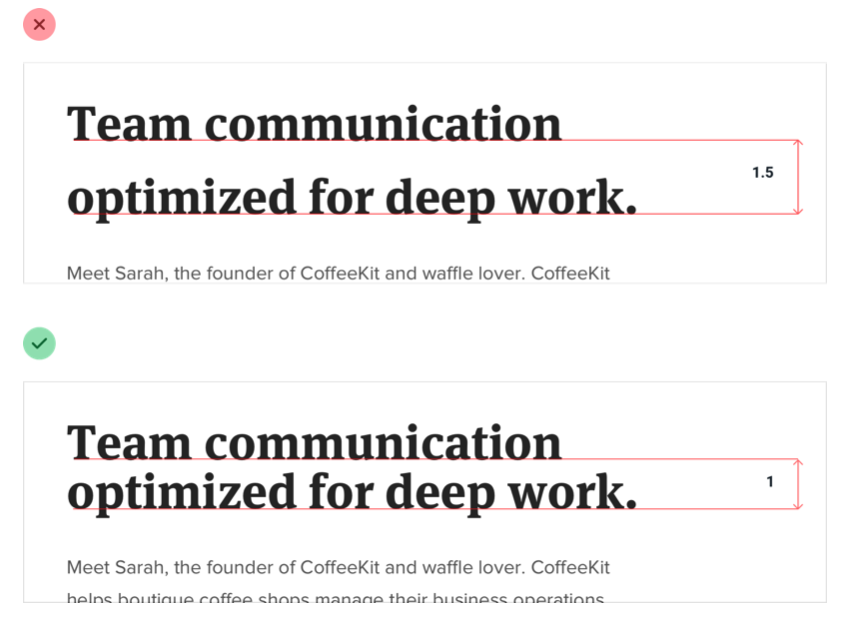 Team communication
1.5
optimized for deep work.
Meet Sarah, the founder of CoffeeKit and waffle lover. CoffeeKit
Team communication
1
optimized for deep work.
Meet Sarah, the founder of CoffeeKit and waffle lover. CoffeeKit
helps boutique coffee shops manage their business operations